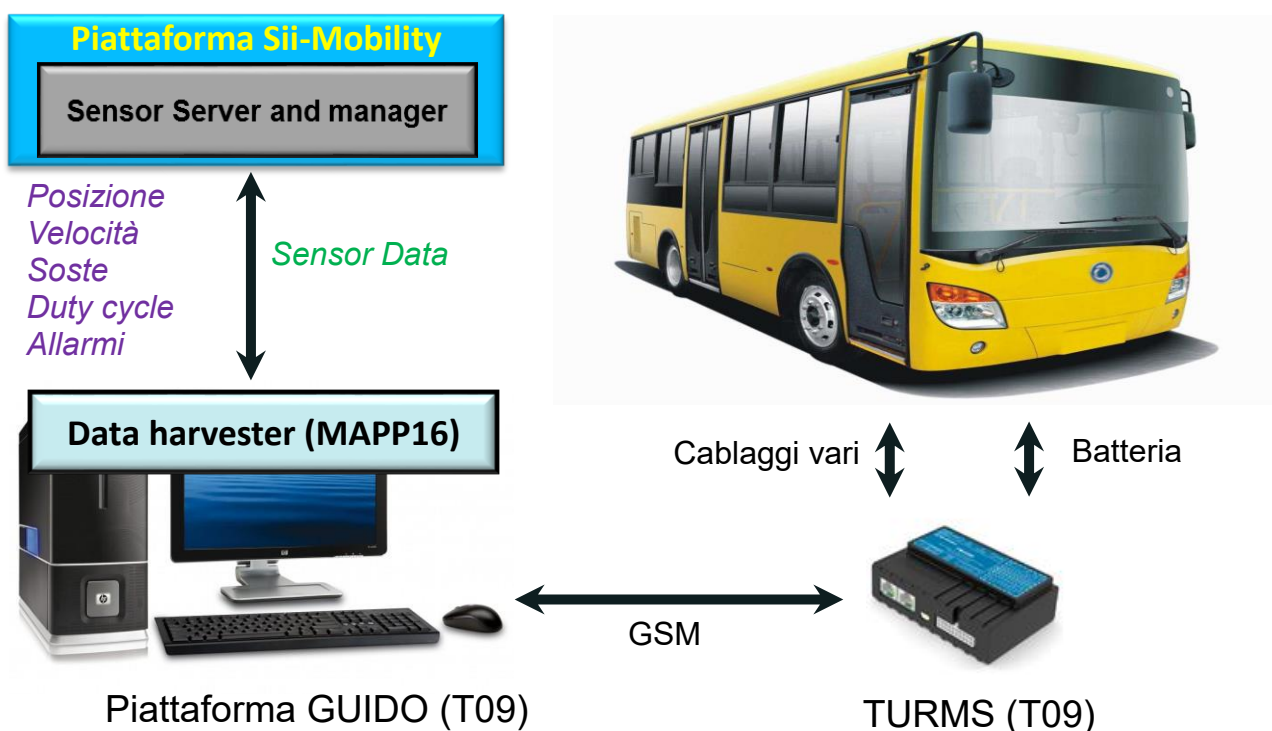 Piattaforma Sii-Mobility
Sensor Server and manager
Posizione
Velocità
Soste
Duty cycle
Allarmi
Sensor Data
Data harvester (MAPP16)
Cablaggi vari
Batteria
GSM
Piattaforma GUIDO (T09)
TURMS (T09)